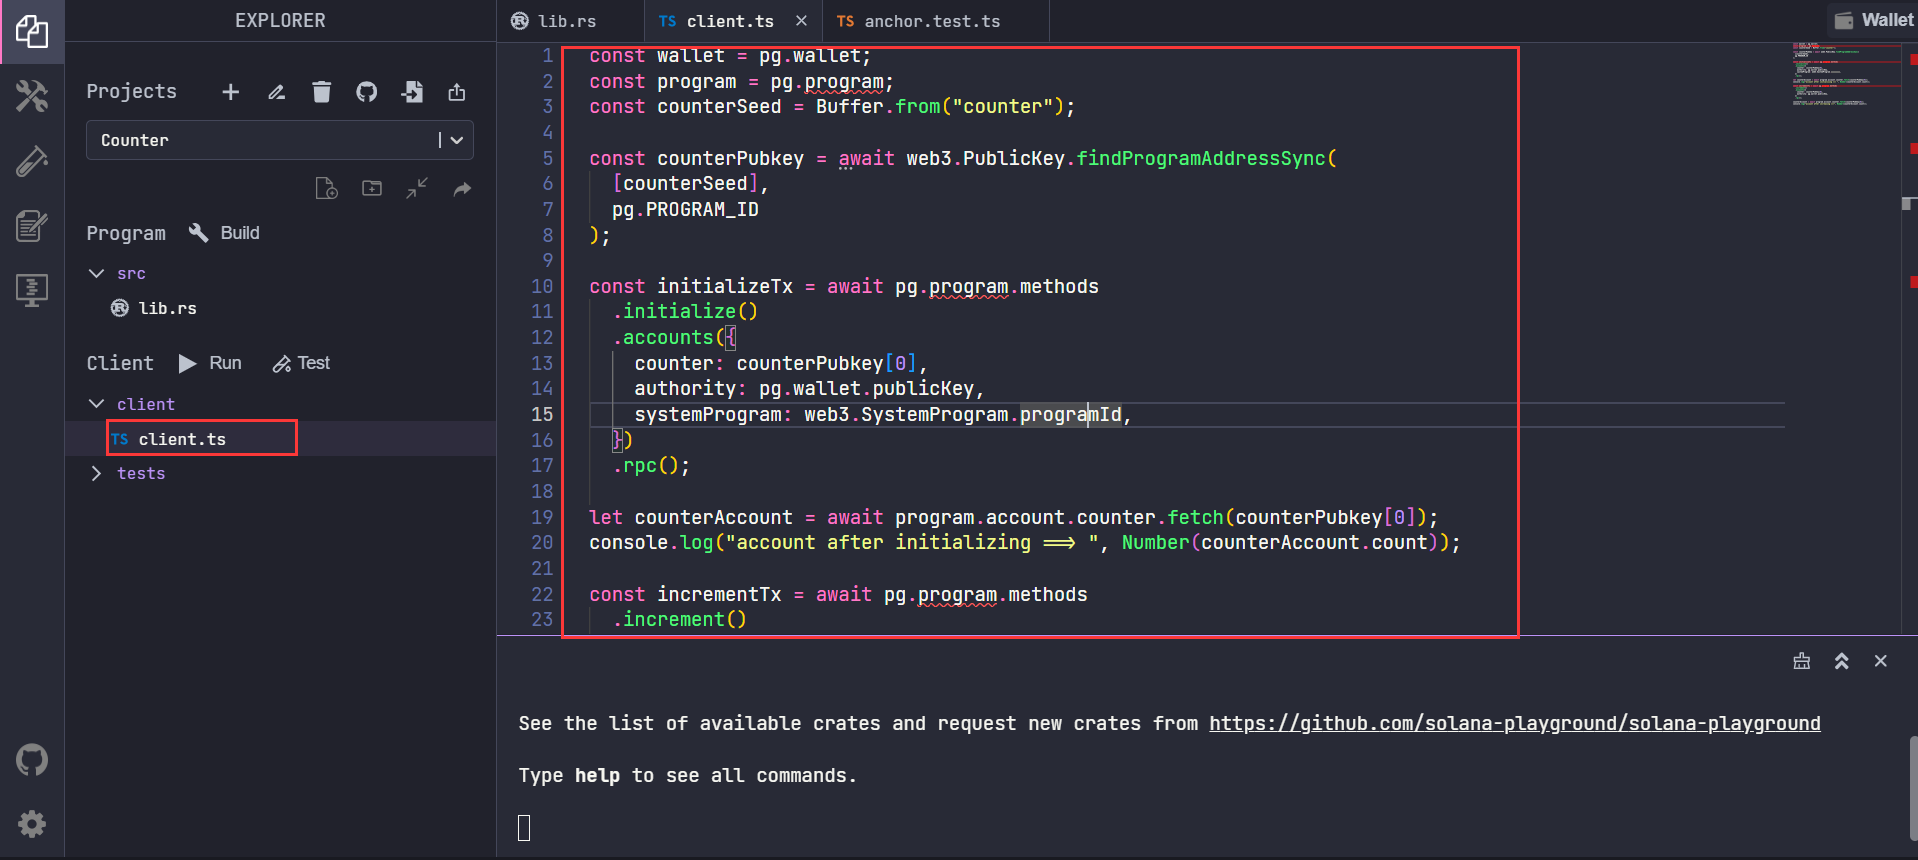 EXPLORER
lib.rs
TS client.ts
TS anchor.test.ts
Wallet
Projects
Counter
Program
Build
src
lib.rs
Client
Run
Test
client
TS client.ts
tests
1 const wallet = pg.wallet;
2 const program = pg.program;
3 const counterSeed = Buffer.from("counter");
4
5 const counterPubkey = await web3.PublicKey.findProgramAddressSync(
6 [counterSeed],
7 pg.PROGRAM_ID
8 );
9
10 const initializeTx = await pg.program.methods
11 .initialize()
12 .accounts({
13 counter: counterPubkey[0],
14 authority: pg.wallet.publicKey,
15 systemProgram: web3.SystemProgram.programId,
16 })
17 .rpc();
18
19 let counterAccount = await program.account.counter.fetch(counterPubkey[0]);
20 console.log("account after initializing ==> ", Number(counterAccount.count));
21
22 const incrementTx = await pg.program.methods
23 .increment()
See the list of available crates and request new crates from https://github.com/solana-playground/solana-playground
Type help to see all commands.